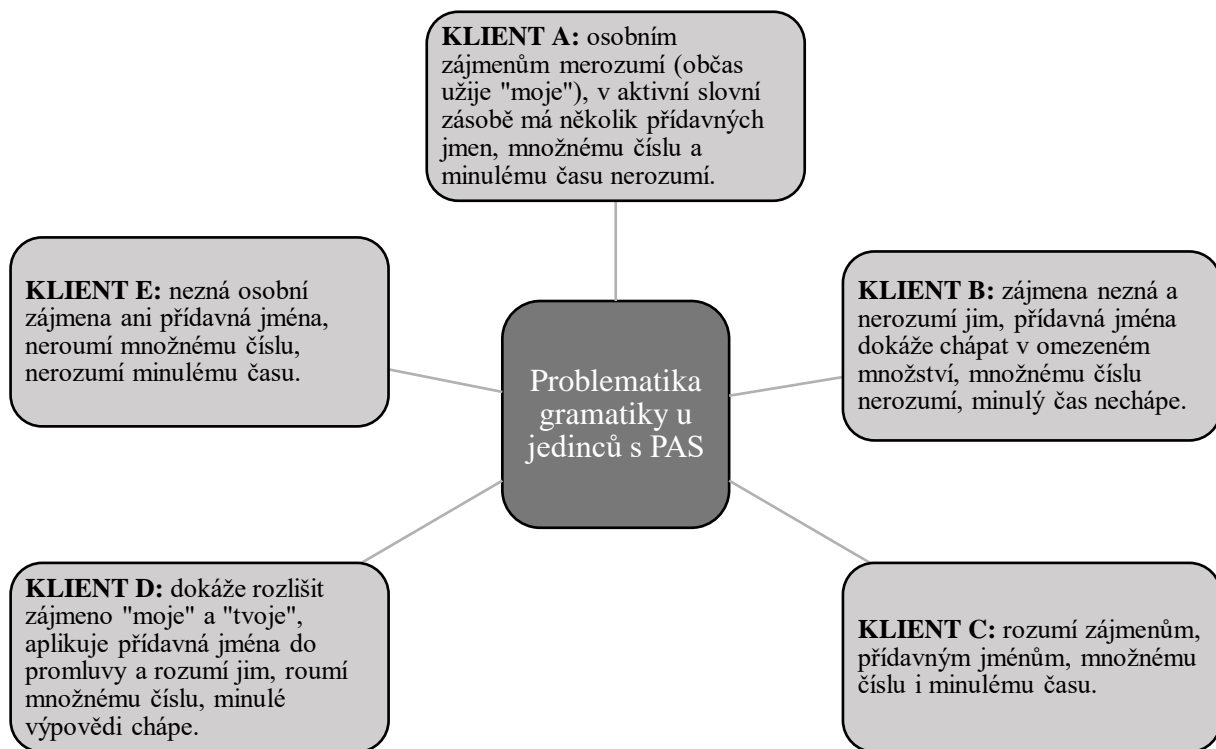 KLIENT A: osobním
zájmenům merozumí (občas
užije "moje"), v aktivní slovní
zásobě má několik přídavných
jmen, množnému číslu a
minulému času nerozumí.
KLIENT E: nezná osobní
zájmena ani přídavná jména,
neroumí množnému číslu,
nerozumí minulému času.
KLIENT B: zájmena nezná a
nerozumí jim, přídavná jména
dokáže chápat v omezeném
množství, množnému číslu
nerozumí, minulý čas nechápe.
Problematika
gramatiky u
jedinců s PAS
KLIENT D: dokáže rozlišit
zájmeno "moje" a "tvoje",
aplikuje přídavná jména do
promluvy a rozumí jim, roumí
množnému číslu, minulé
výpovědi chápe.
KLIENT C: rozumí zájmenům,
přídavným jménům, množnému
číslu i minulému času.